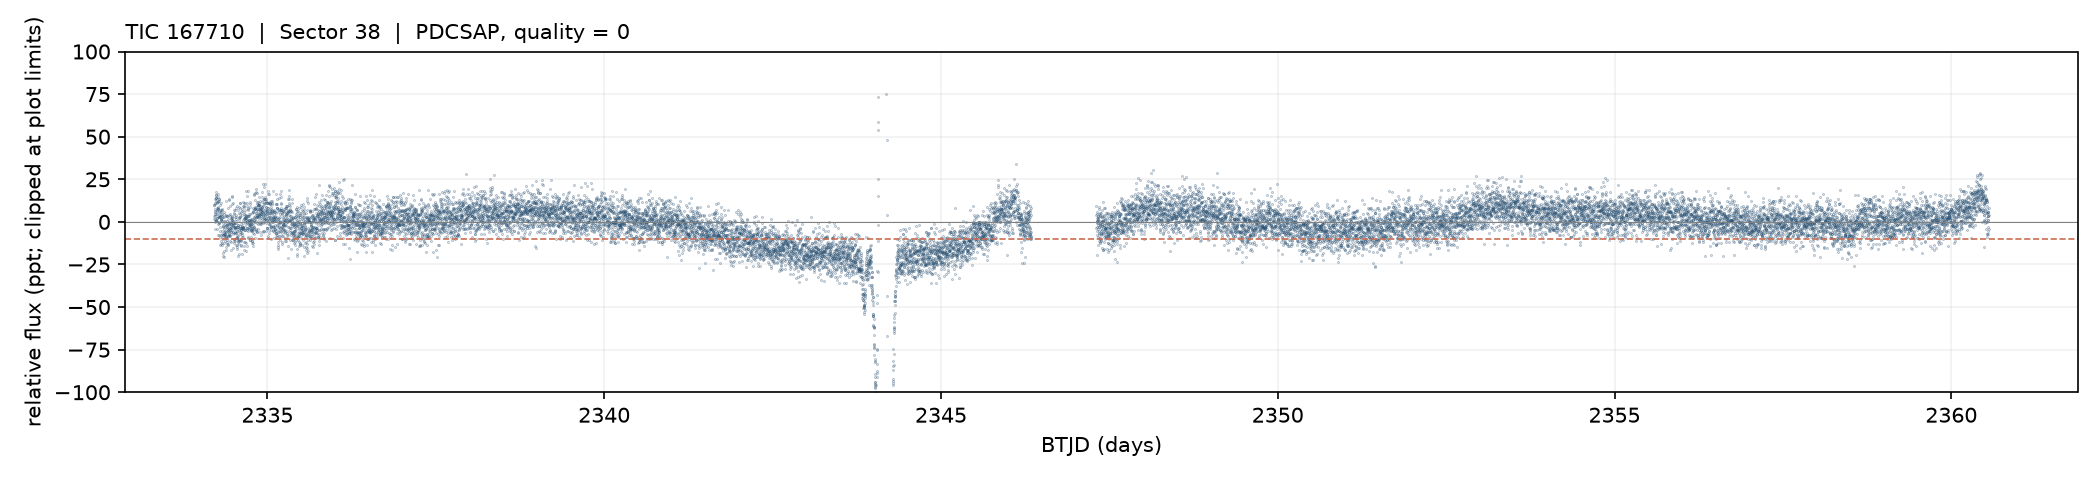 TIC 167710 | Sector 38 | PDCSAP, quality = 0
relative flux (ppt; clipped at plot limits)
100
75
50
25
0
−25
−50
−75
−100
2335 2340 2345 2350 2355 2360
BTJD (days)